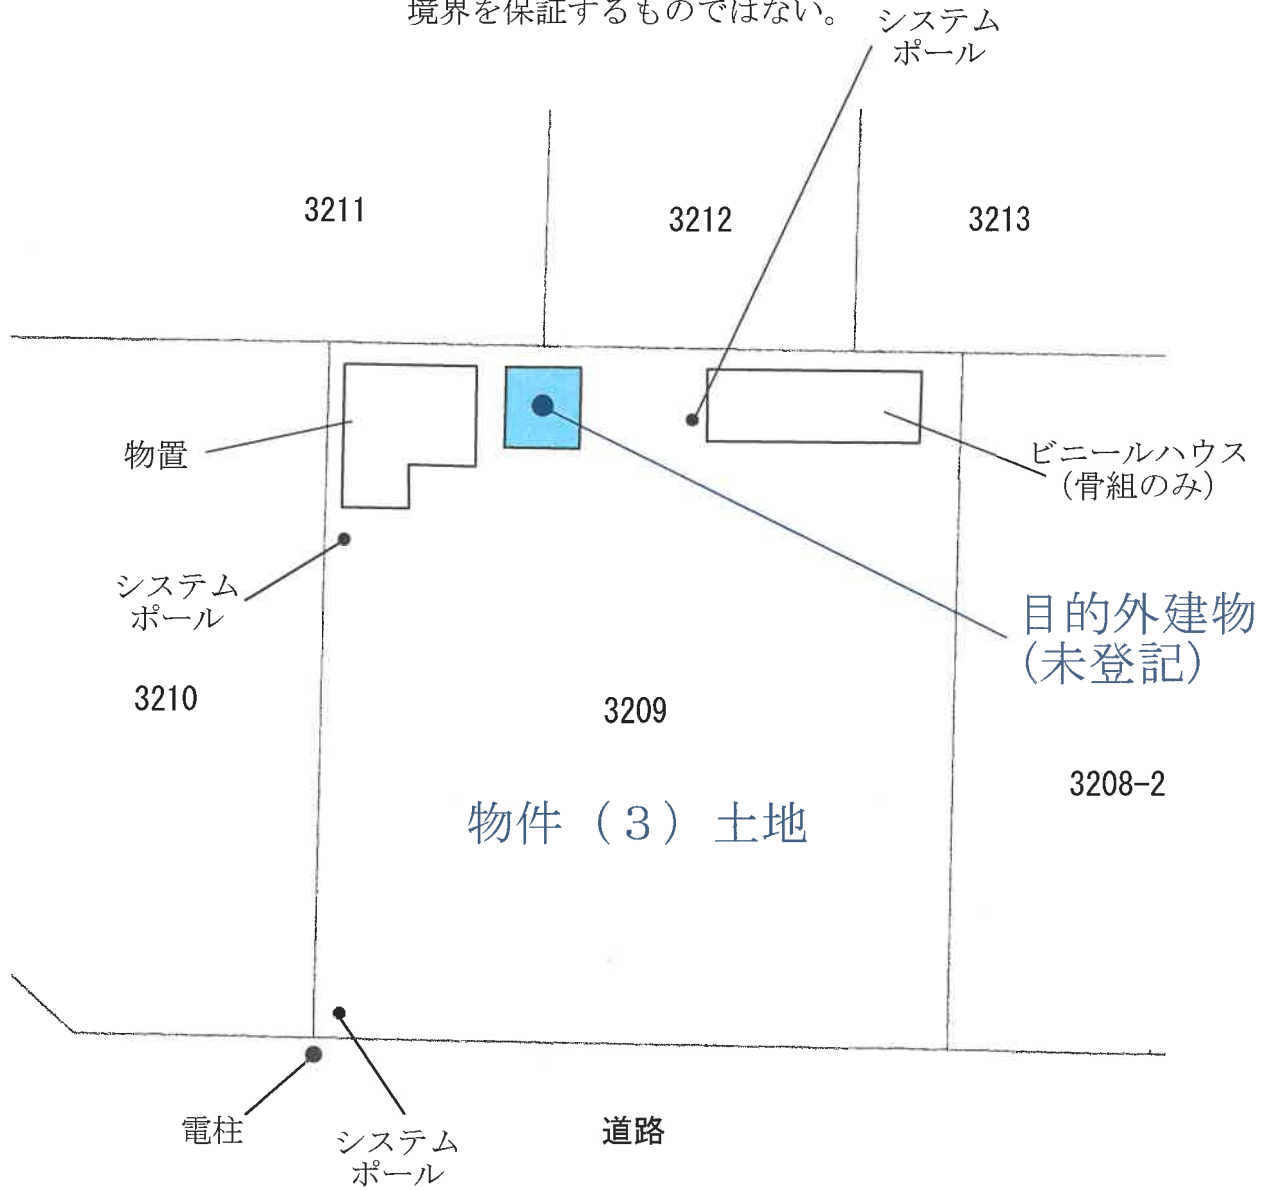 境界を保証するものではない。
システム
ポール
3211
3212
3213
物置
ビニールハウス
(骨組のみ)
システム
ポール
目的外建物
(未登記)
3210
3209
3208-2
物件（３）土地
電柱
システム
ポール
道路